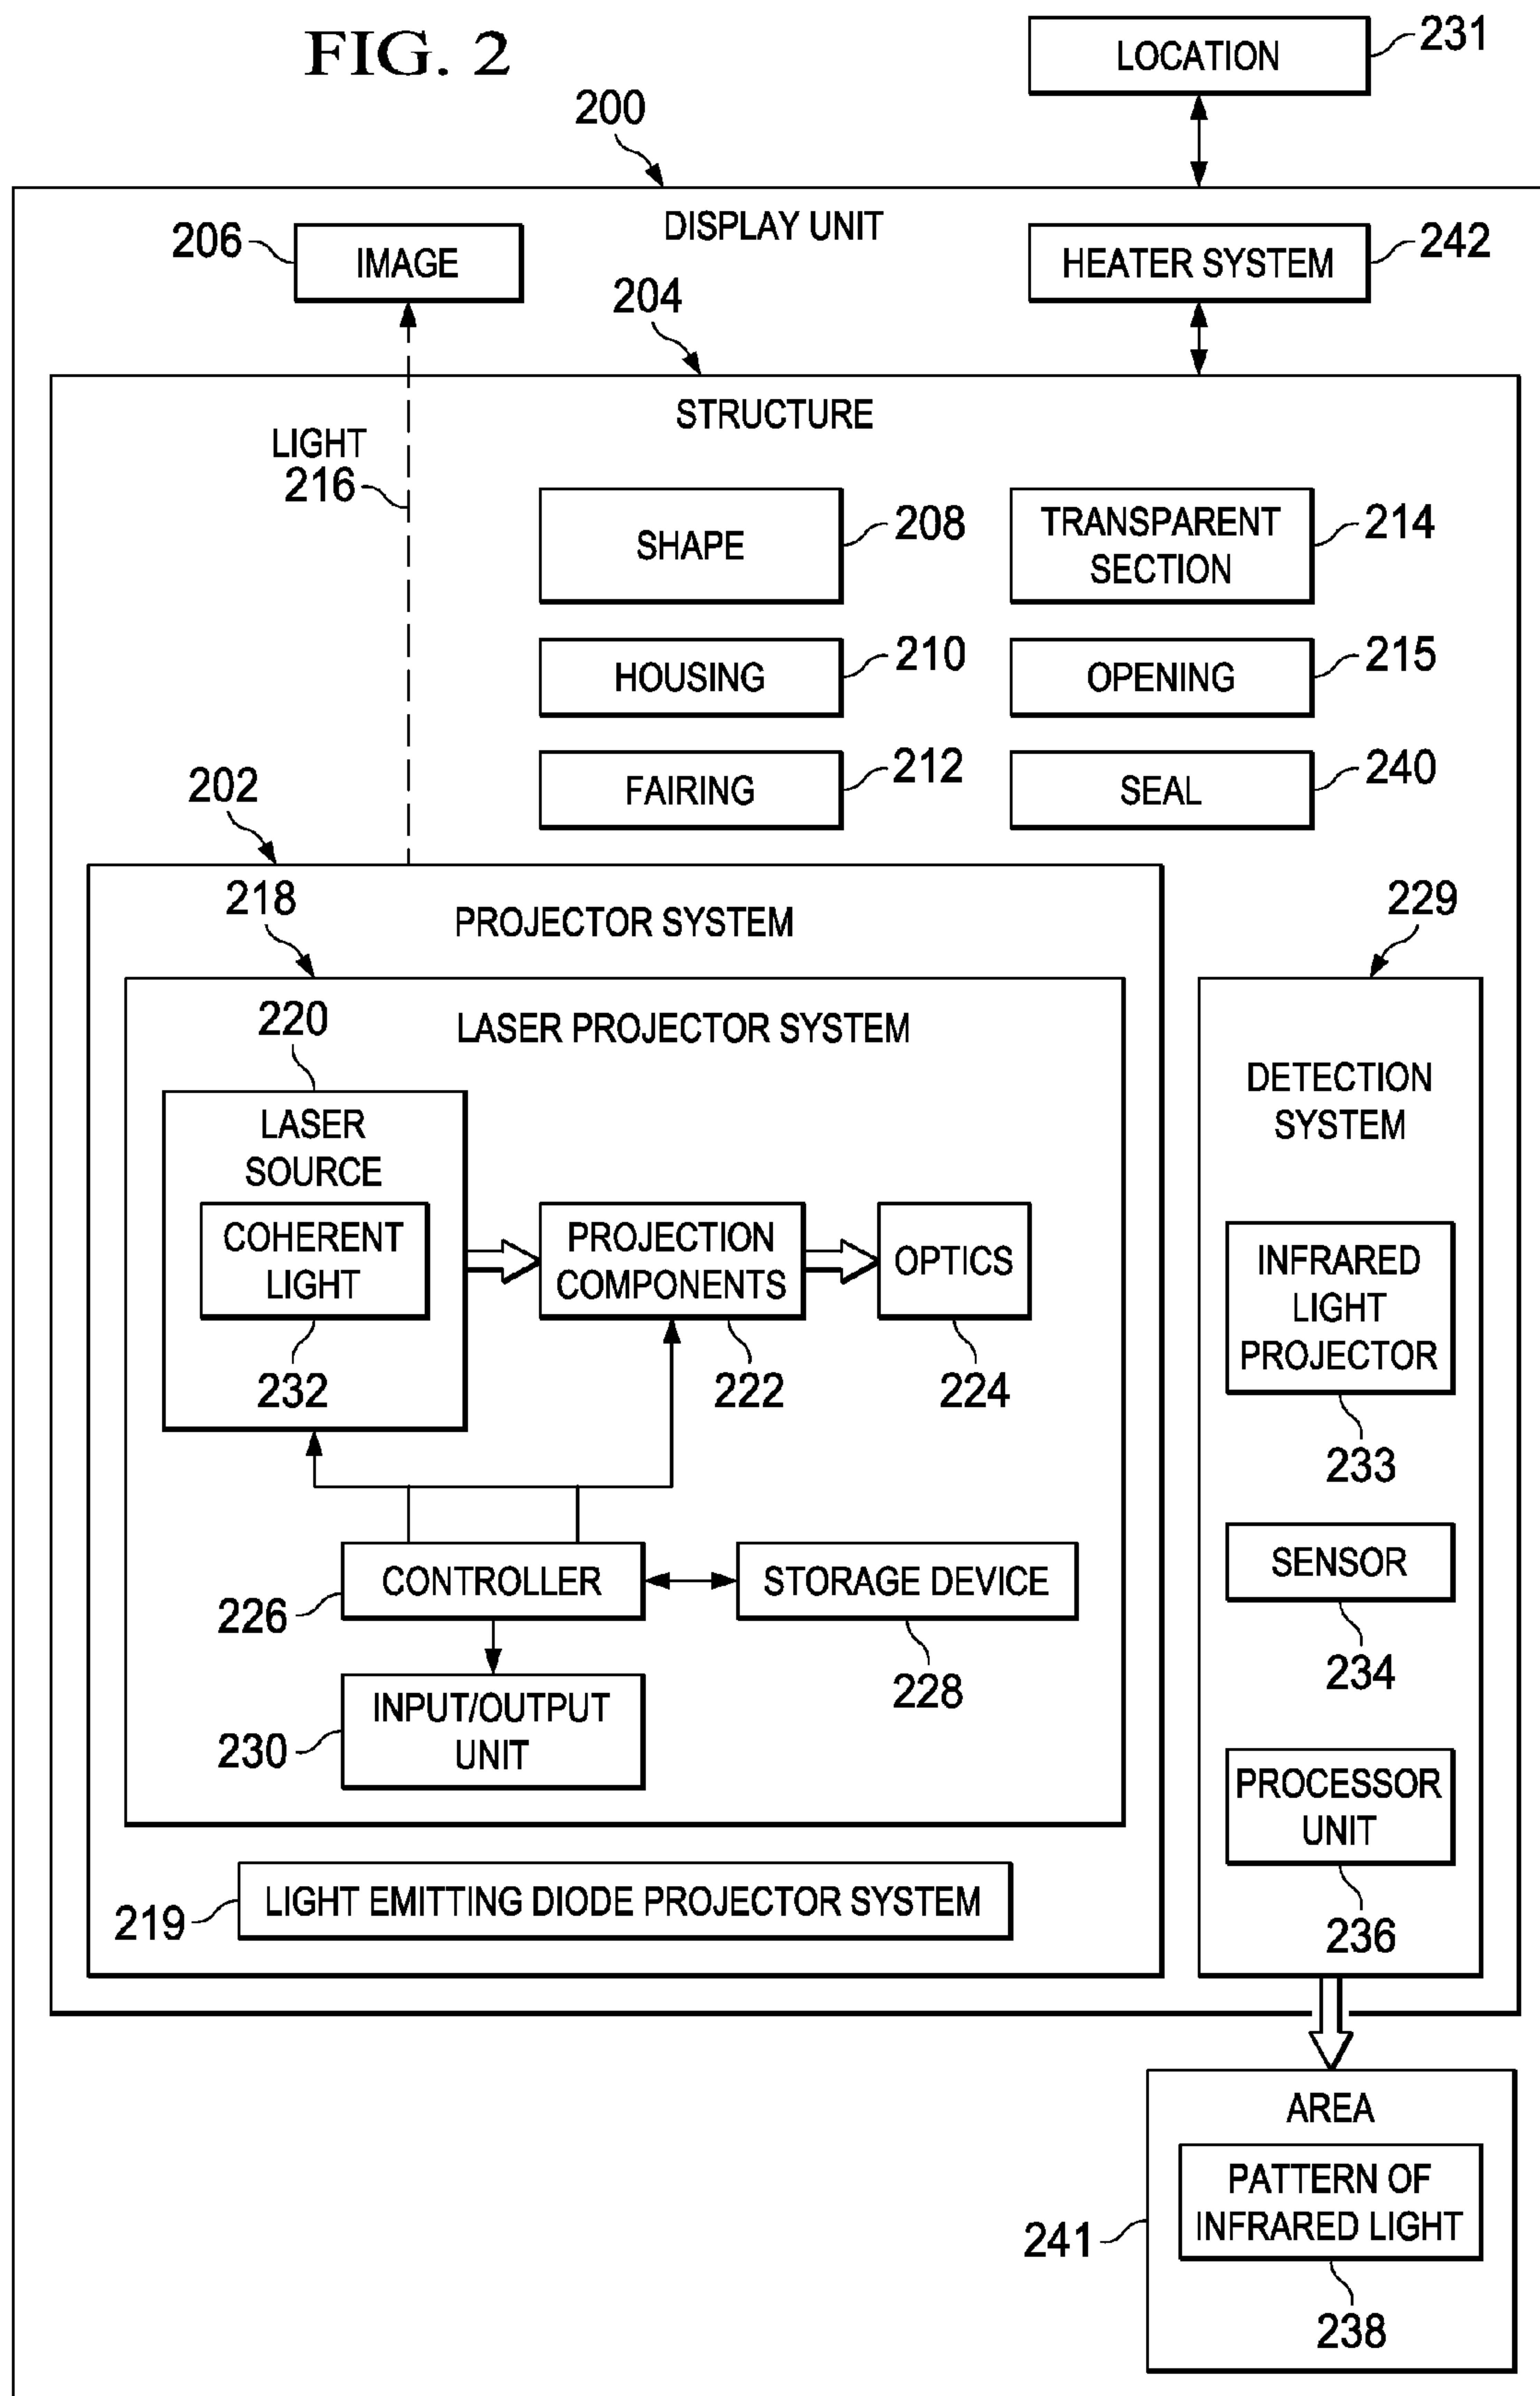 FIG. 2
LOCATION
231
200
DISPLAY UNIT
206
IMAGE
HEATER SYSTEM
242
204
STRUCTURE
LIGHT
216
SHAPE
208
TRANSPARENT
SECTION
214
HOUSING
210
OPENING
215
FAIRING
212
SEAL
240
202
PROJECTOR SYSTEM
218
LASER PROJECTOR SYSTEM
220
LASER
SOURCE
COHERENT
LIGHT
232
PROJECTION
COMPONENTS
222
OPTICS
224
CONTROLLER
226
STORAGE DEVICE
228
INPUT/OUTPUT
UNIT
230
219
LIGHT EMITTING DIODE PROJECTOR SYSTEM
229
DETECTION
SYSTEM
INFRARED
LIGHT
PROJECTOR
233
SENSOR
234
PROCESSOR
UNIT
236
AREA
PATTERN OF
INFRARED LIGHT
241
238